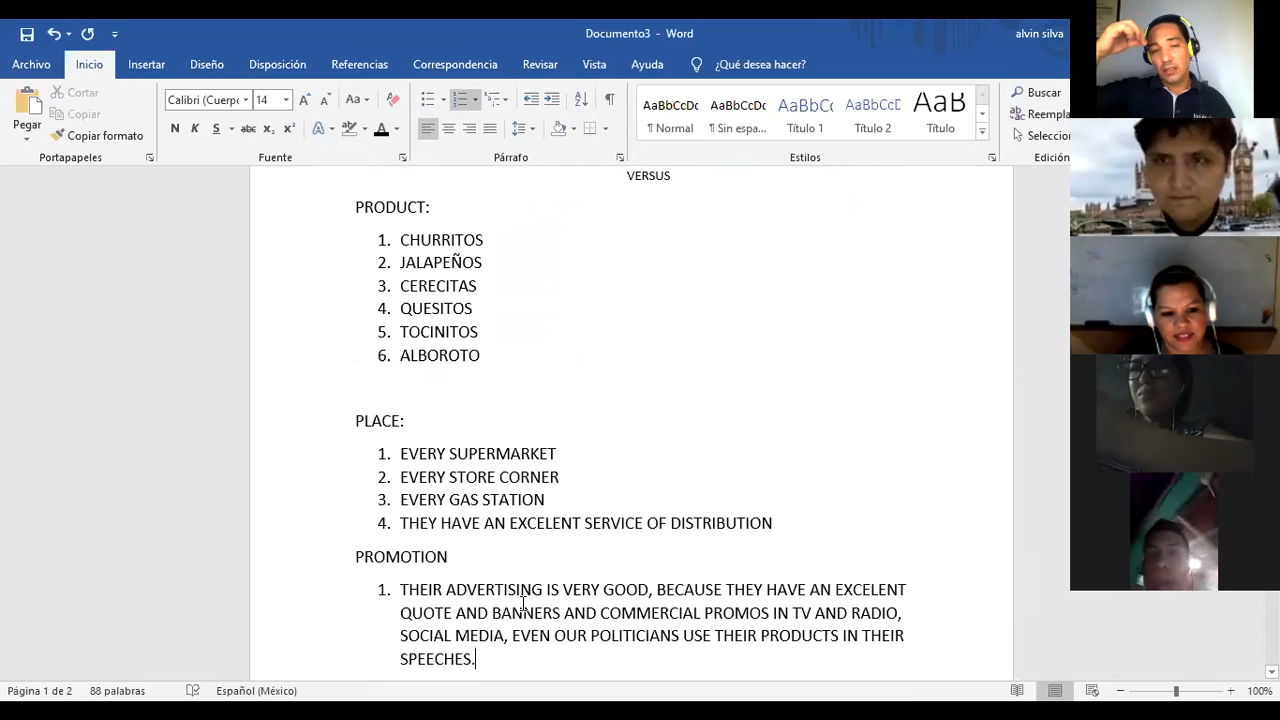 Documento3 - Word
alvin silva
Archivo Inicio Insertar Diseño Disposición Referencias Correspondencia Revisar Vista Ayuda ¿Qué desea hacer?
Pegar
Cortar
Copiar
Copiar formato
Portapapeles
Calibri (Cuerpo 14
Aa
N K S abc x₂ x²
Fuente
Párrafo
AaBbCcDc AaBbCcDc AaBbCc AaBbCcD AaB
¶ Normal ¶ Sin espa... Título 1 Título 2 Título
Estilos
Buscar
Reempla
Seleccio
Edición
VERSUS
PRODUCT:
1. CHURRITOS
2. JALAPEÑOS
3. CERECITAS
4. QUESITOS
5. TOCINITOS
6. ALBOROTO
PLACE:
1. EVERY SUPERMARKET
2. EVERY STORE CORNER
3. EVERY GAS STATION
4. THEY HAVE AN EXCELENT SERVICE OF DISTRIBUTION
PROMOTION
1. THEIR ADVERTISING IS VERY GOOD, BECAUSE THEY HAVE AN EXCELENT
QUOTE AND BANNERS AND COMMERCIAL PROMOS IN TV AND RADIO,
SOCIAL MEDIA, EVEN OUR POLITICIANS USE THEIR PRODUCTS IN THEIR
SPEECHES.
Página 1 de 2 88 palabras Español (México) 100%